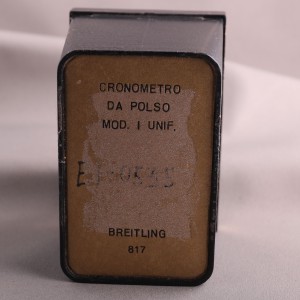 CRONOMETRO
DA POLSO
MOD. I UNIF.
BREITLING
817